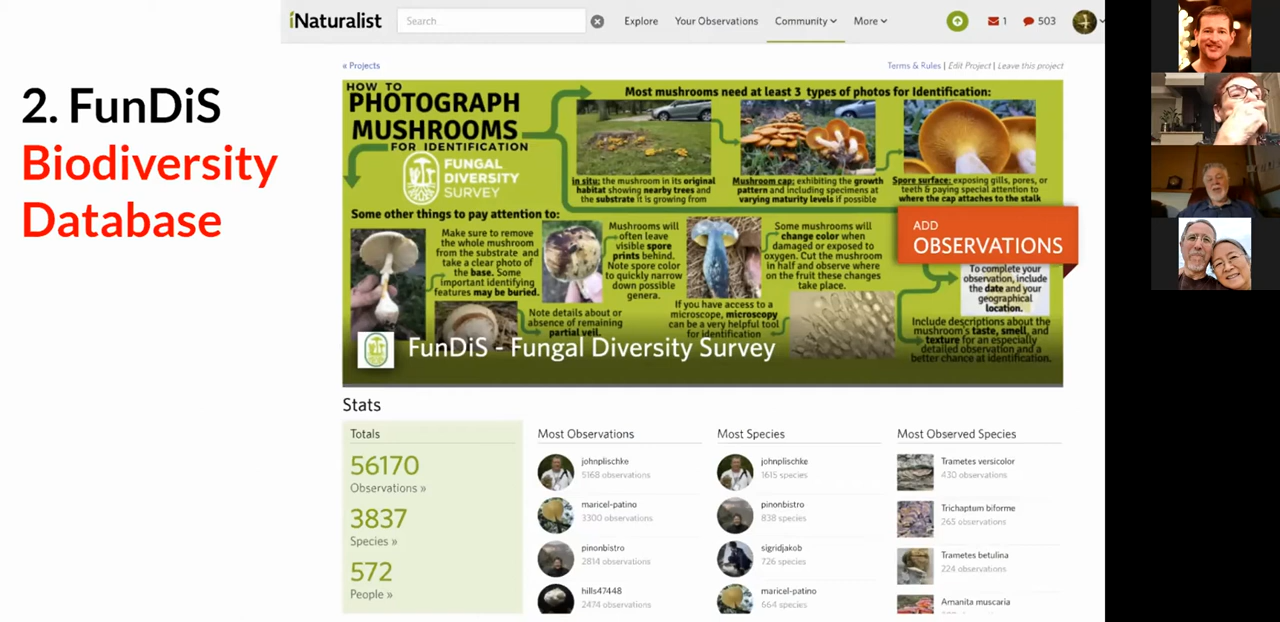 2. FunDiS
Biodiversity
Database
iNaturalist
Search
Explore
Your Observations
Community
More
1
503
« Projects
Terms & Rules | Edit Project | Leave this project
HOW TO
PHOTOGRAPH
MUSHROOMS
FOR IDENTIFICATION
FUNGAL
DIVERSITY
SURVEY
Most mushrooms need at least 3 types of photos for Identification:
In situ: the mushroom in its original
habitat showing nearby trees and
the substrate it is growing from
Mushroom cap: exhibiting the growth
pattern and including specimens at
varying maturity levels if possible
Spore surface: exposing gills, pores, or
teeth & paying special attention to
where the cap attaches to the stalk
Some other things to pay attention to:
Make sure to remove
the whole mushroom
from the substrate and
take a clear photo of
the base. Some
important identifying
features may be buried.
Mushrooms will
often leave
visible spore
prints behind.
Note spore color
to quickly narrow
down possible
genera.
Some mushrooms will
change color when
damaged or exposed to
oxygen. Cut the mushroom
in half and observe where
on the fruit these changes
take place.
ADD
OBSERVATIONS
To complete your
observation, include
the date and your
geographical
location.
Note details about or
absence of remaining
partial veil.
If you have access to a
microscope, microscopy
can be a very helpful tool
for identification
Include descriptions about the
mushroom's taste, smell, and
texture for an especially
detailed observation and a
better chance at identification.
FunDiS - Fungal Diversity Survey
Stats
Totals
56170
Observations »
3837
Species »
572
People »
Most Observations
johnplischke
5168 observations
maricel-patino
3300 observations
pinonbistro
2814 observations
hills47448
2474 observations
Most Species
johnplischke
1615 species
pinonbistro
838 species
sigridjakob
726 species
maricel-patino
664 species
Most Observed Species
Trametes versicolor
430 observations
Trichaptum biforme
265 observations
Trametes betulina
224 observations
Amanita muscaria